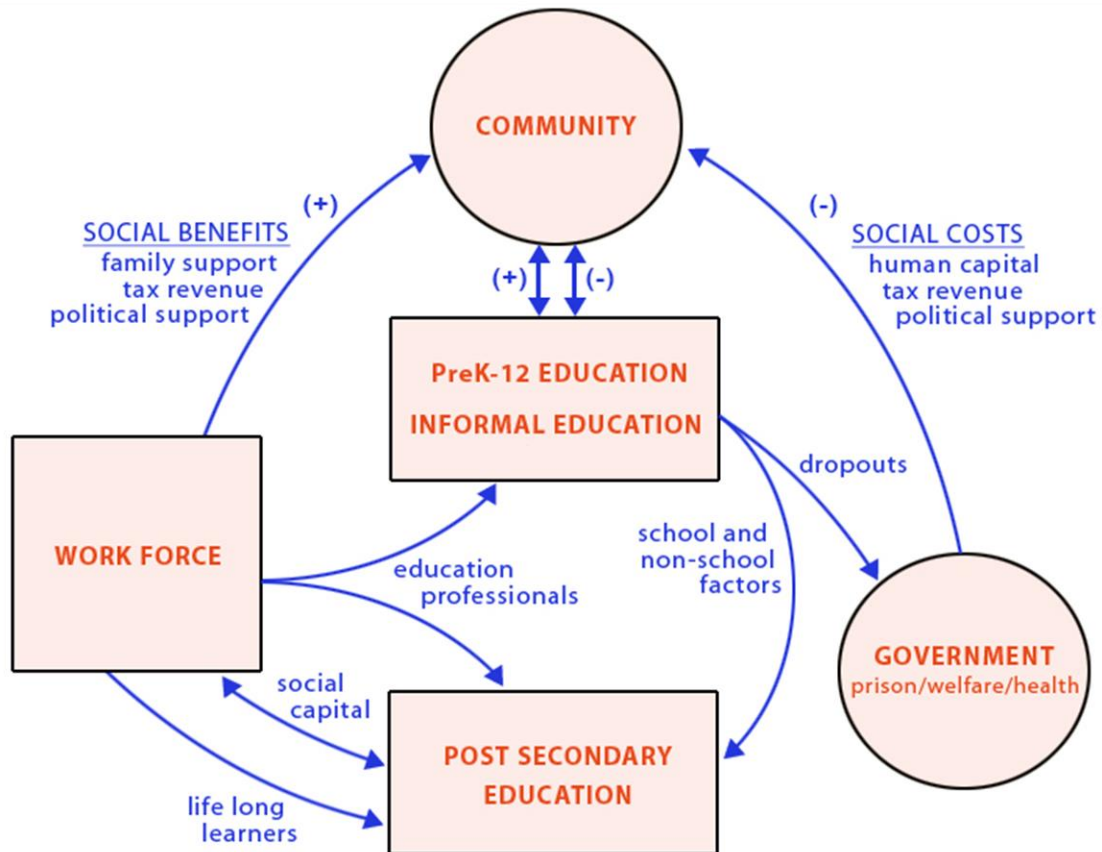 COMMUNITY
(+)
SOCIAL BENEFITS
family support
tax revenue
political support
(-)
SOCIAL COSTS
human capital
tax revenue
political support
(+)
(-)
PreK-12 EDUCATION
INFORMAL EDUCATION
dropouts
school and
non-school
factors
WORK FORCE
education
professionals
GOVERNMENT
prison/welfare/health
social
capital
POST SECONDARY
EDUCATION
life long
learners